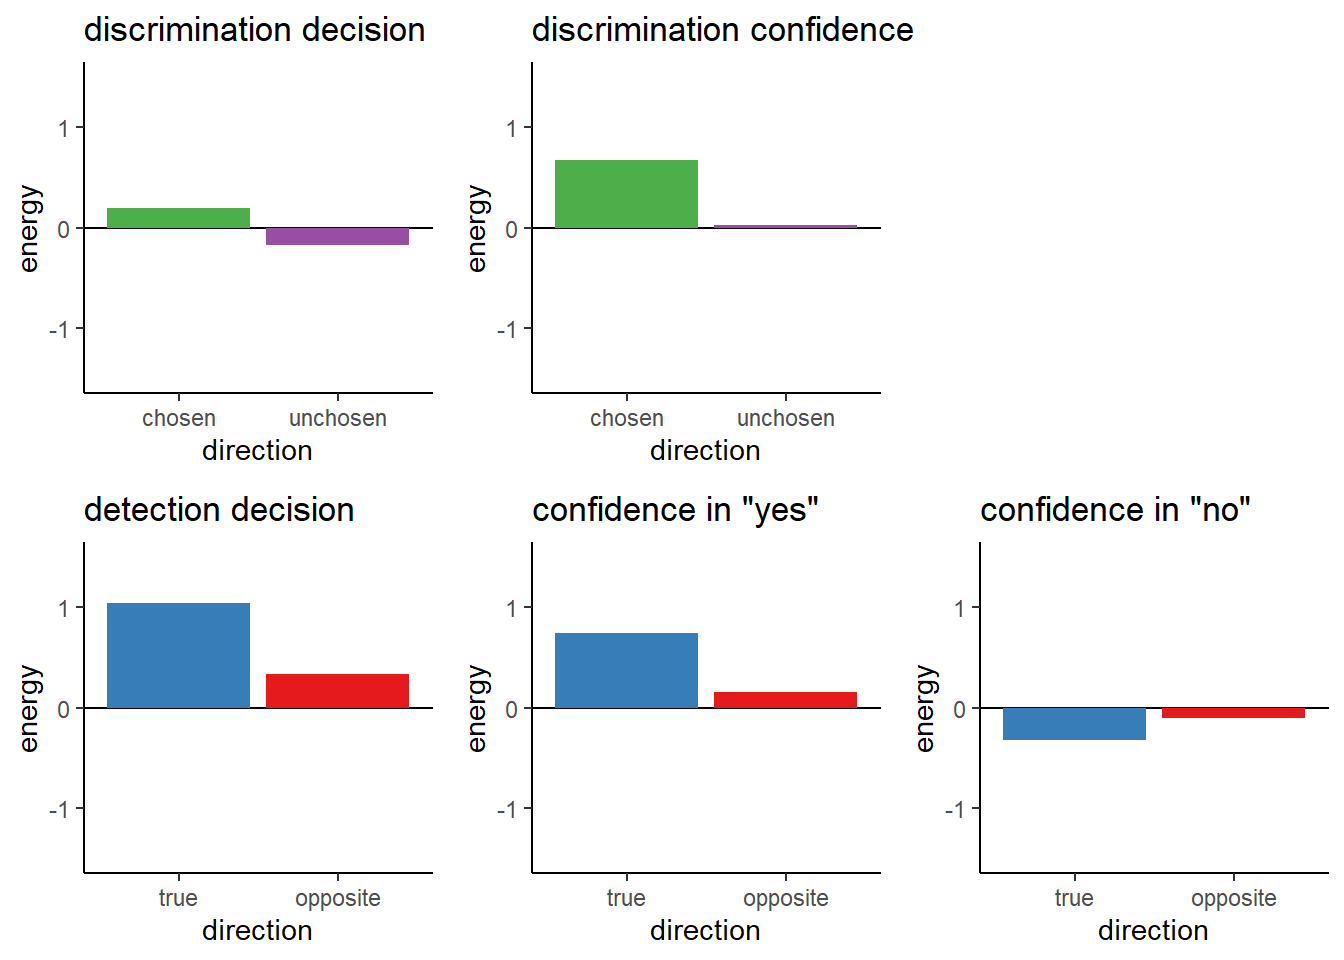 discrimination decision
energy
1
0
-1
chosen unchosen
direction
discrimination confidence
energy
1
0
-1
chosen unchosen
direction
detection decision
energy
1
0
-1
true opposite
direction
confidence in "yes"
energy
1
0
-1
true opposite
direction
confidence in "no"
energy
1
0
-1
true opposite
direction